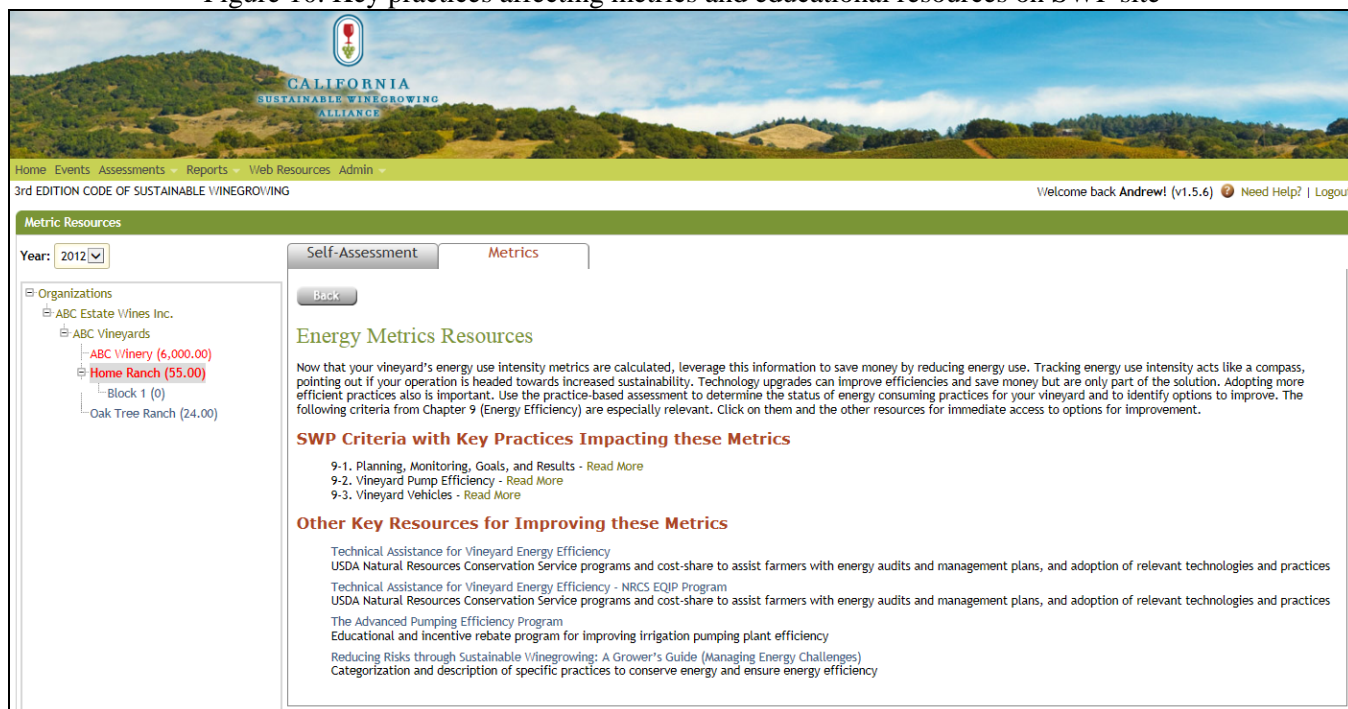 Figure 10: Key practices affecting metrics and educational resources on SWP site
CALIFORNIA
SUSTAINABLE WINEGROWING
ALLIANCE
Home Events Assessments Reports Web Resources Admin
3rd EDITION CODE OF SUSTAINABLE WINEGROWING
Welcome back Andrew! (v1.5.6) Need Help? | Logout
Metric Resources
Year: 2012
Organizations
ABC Estate Wines Inc.
ABC Vineyards
ABC Winery (6,000.00)
Home Ranch (55.00)
Block 1 (0)
Oak Tree Ranch (24.00)
Self-Assessment Metrics
Back
Energy Metrics Resources
Now that your vineyard's energy use intensity metrics are calculated, leverage this information to save money by reducing energy use. Tracking energy use intensity acts like a compass,
pointing out if your operation is headed towards increased sustainability. Technology upgrades can improve efficiencies and save money but are only part of the solution. Adopting more
efficient practices also is important. Use the practice-based assessment to determine the status of energy consuming practices for your vineyard and to identify options to improve. The
following criteria from Chapter 9 (Energy Efficiency) are especially relevant. Click on them and the other resources for immediate access to options for improvement.
SWP Criteria with Key Practices Impacting these Metrics
9-1. Planning, Monitoring, Goals, and Results - Read More
9-2. Vineyard Pump Efficiency - Read More
9-3. Vineyard Vehicles - Read More
Other Key Resources for Improving these Metrics
Technical Assistance for Vineyard Energy Efficiency
USDA Natural Resources Conservation Service programs and cost-share to assist farmers with energy audits and management plans, and adoption of relevant technologies and practices
Technical Assistance for Vineyard Energy Efficiency - NRCS EQIP Program
USDA Natural Resources Conservation Service programs and cost-share to assist farmers with energy audits and management plans, and adoption of relevant technologies and practices
The Advanced Pumping Efficiency Program
Educational and incentive rebate program for improving irrigation pumping plant efficiency
Reducing Risks through Sustainable Winegrowing: A Grower's Guide (Managing Energy Challenges)
Categorization and description of specific practices to conserve energy and ensure energy efficiency